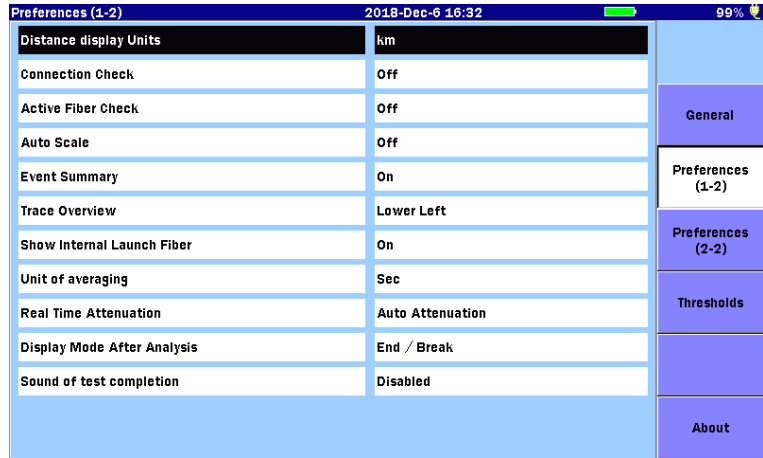 Preferences (1-2) 2018-Dec-6 16:32 99%
Distance display Units km
Connection Check Off
Active Fiber Check Off
Auto Scale Off
Event Summary On
Trace Overview Lower Left
Show Internal Launch Fiber On
Unit of averaging Sec
Real Time Attenuation Auto Attenuation
Display Mode After Analysis End / Break
Sound of test completion Disabled
General
Preferences
(1-2)
Preferences
(2-2)
Thresholds
About